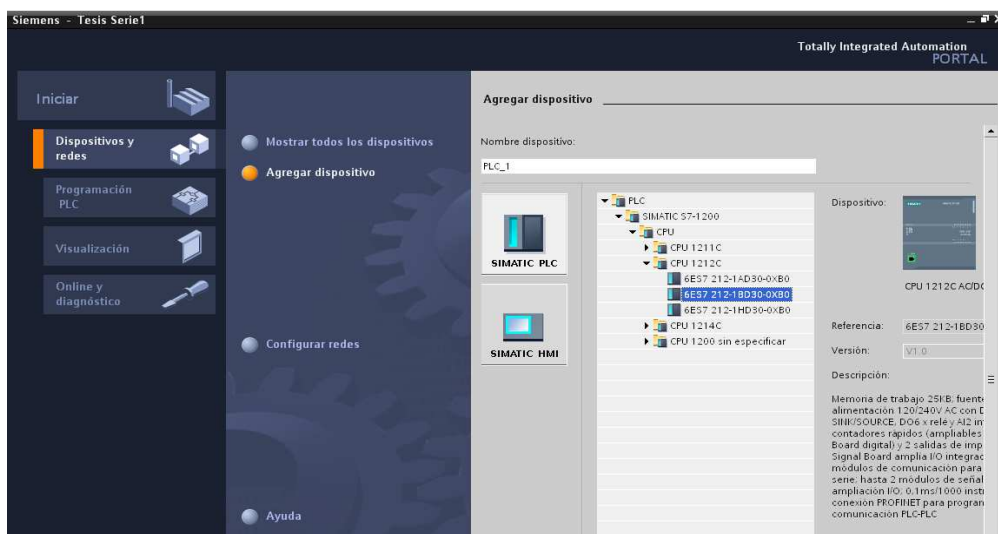 Siemens - Tesis Serie1
Totally Integrated Automation
PORTAL
Iniciar
Dispositivos y
redes
Programación
PLC
Visualización
Online y
diagnóstico
Mostrar todos los dispositivos
Agregar dispositivo
Configurar redes
Ayuda
Agregar dispositivo
Nombre dispositivo:
PLC_1
SIMATIC PLC
SIMATIC HMI
PLC
SIMATIC S7-1200
CPU
CPU 1211C
CPU 1212C
6ES7 212-1AD30-0XB0
6ES7 212-1BD30-0XB0
6ES7 212-1HD30-0XB0
CPU 1214C
CPU 1200 sin especificar
Dispositivo:
CPU 1212C AC/DC
Referencia: 6ES7 212-1BD30
Versión: V1.0
Descripción:
Memoria de trabajo 25KB; fuente
alimentación 120/240V AC con D
SINK/SOURCE, DO6 x relé y AI2 in
contadores rápidos (ampliables
Board digital) y 2 salidas de imp
Signal Board amplía I/O integrac
módulos de comunicación para
serie; hasta 2 módulos de señal
ampliación I/O; 0,1ms/1000 inst
conexión PROFINET para program
comunicación PLC-PLC